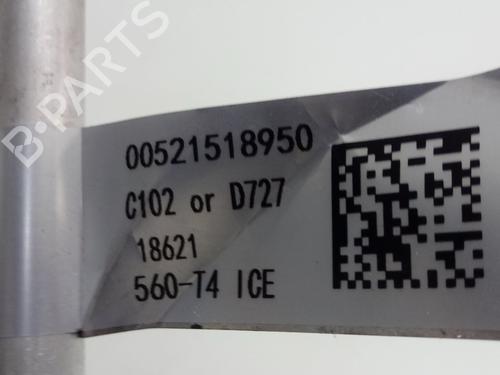 B-PARTS
00521518950
C102 or D727
18621
560-T4 ICE